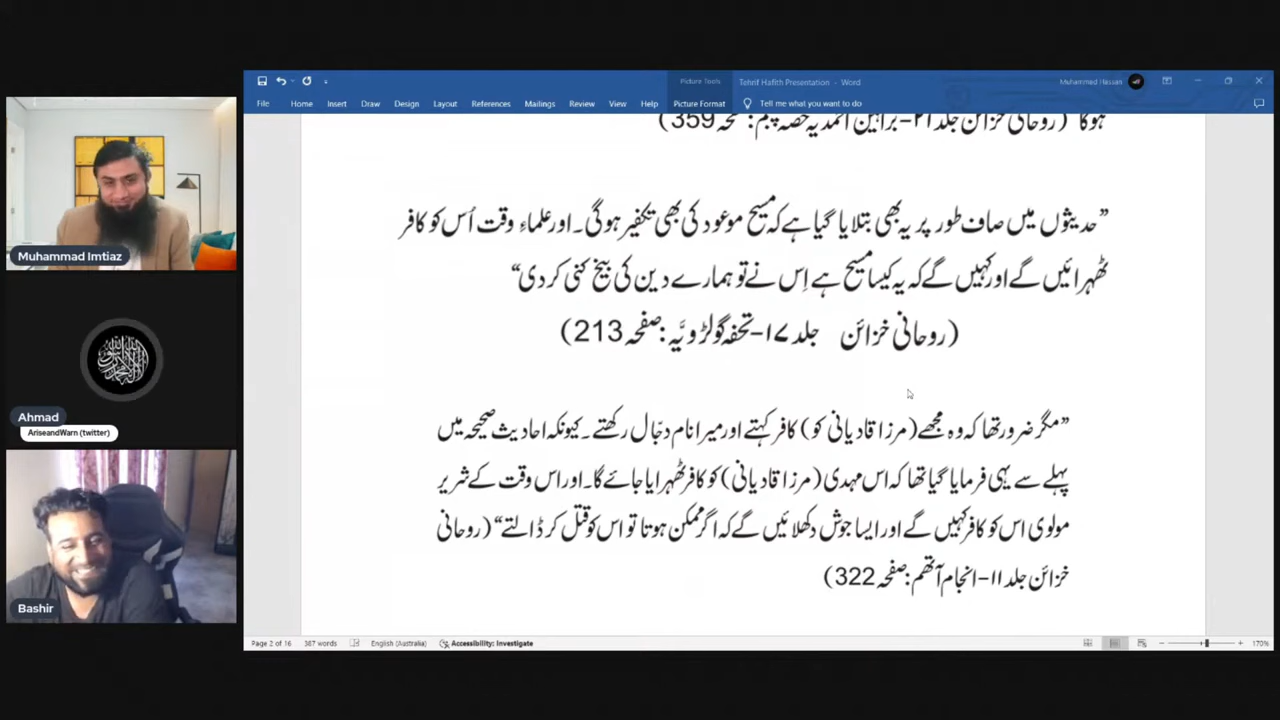 Tehrif Hafith Presentation - Word
Muhammed Hassan
Picture Tools
File Home Insert Draw Design Layout References Mailings Review View Help Picture Format Tell me what you want to do
ہوگا (روحانی خزائن جلد ۲۱-براہین احمدیہ حصہ پنجم: صفحہ 359)
”حدیثوں میں صاف طور پر یہ بھی بتلایا گیا ہے کہ مسیح موعود کی بھی تکفیر ہوگی۔ اور علماء وقت اُس کو کافر
ٹھہرائیں گے اور کہیں گے کہ یہ کیسا مسیح ہے اِس نے تو ہمارے دین کی بیخ کنی کر دی“
(روحانی خزائن جلد ۱۷-تحفہ گولڑویَّہ: صفحہ 213)
”مگر ضرور تھا کہ وہ مجھے (مرزا قادیانی کو) کافر کہتے اور میرا نام دجّال رکھتے۔ کیونکہ احادیث صحیحہ میں
پہلے سے یہی فرمایا گیا تھا کہ اس مہدی (مرزا قادیانی) کو کافر ٹھہرایا جائے گا۔ اور اس وقت کے شریر
مولوی اس کو کافر کہیں گے اور ایسا جوش دکھلائیں گے کہ اگر ممکن ہوتا تو اس کو قتل کر ڈالتے“ (روحانی
خزائن جلد ۱۱-انجام آتھم: صفحہ 322)
Page 2 of 16 387 words English (Australia) Accessibility: Investigate 170%
Muhammad Imtiaz
Ahmad
AriseandWarn (twitter)
Bashir